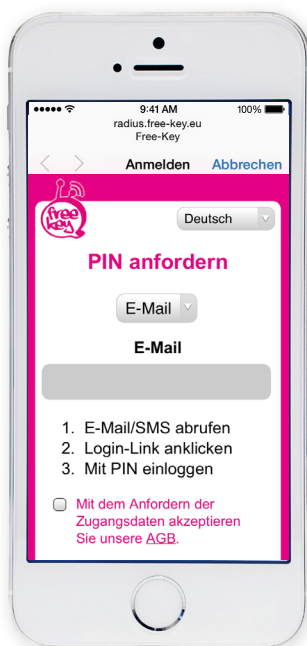 9:41 AM
100%
radius.free-key.eu
Free-Key
Anmelden
Abbrechen
free
key
Deutsch
PIN anfordern
E-Mail
E-Mail
1. E-Mail/SMS abrufen
2. Login-Link anklicken
3. Mit PIN einloggen
Mit dem Anfordern der
Zugangsdaten akzeptieren
Sie unsere AGB.